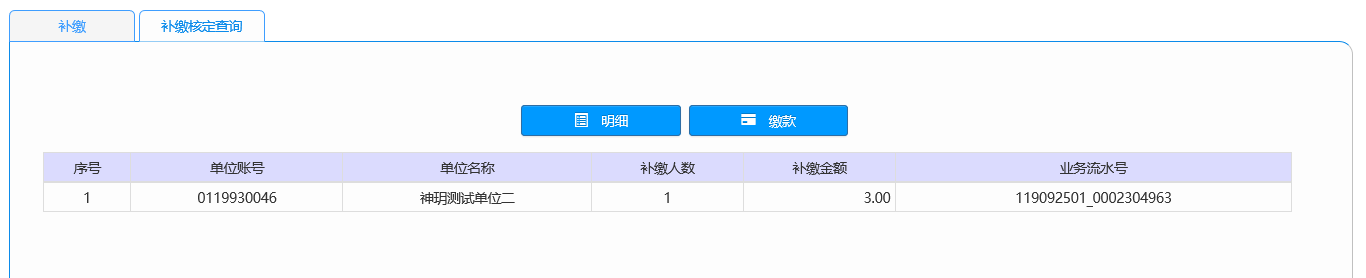 补缴 补缴核定查询
明细 缴款
序号 单位账号 单位名称 补缴人数 补缴金额 业务流水号
1 0119930046 神玥测试单位二 1 3.00 119092501_0002304963